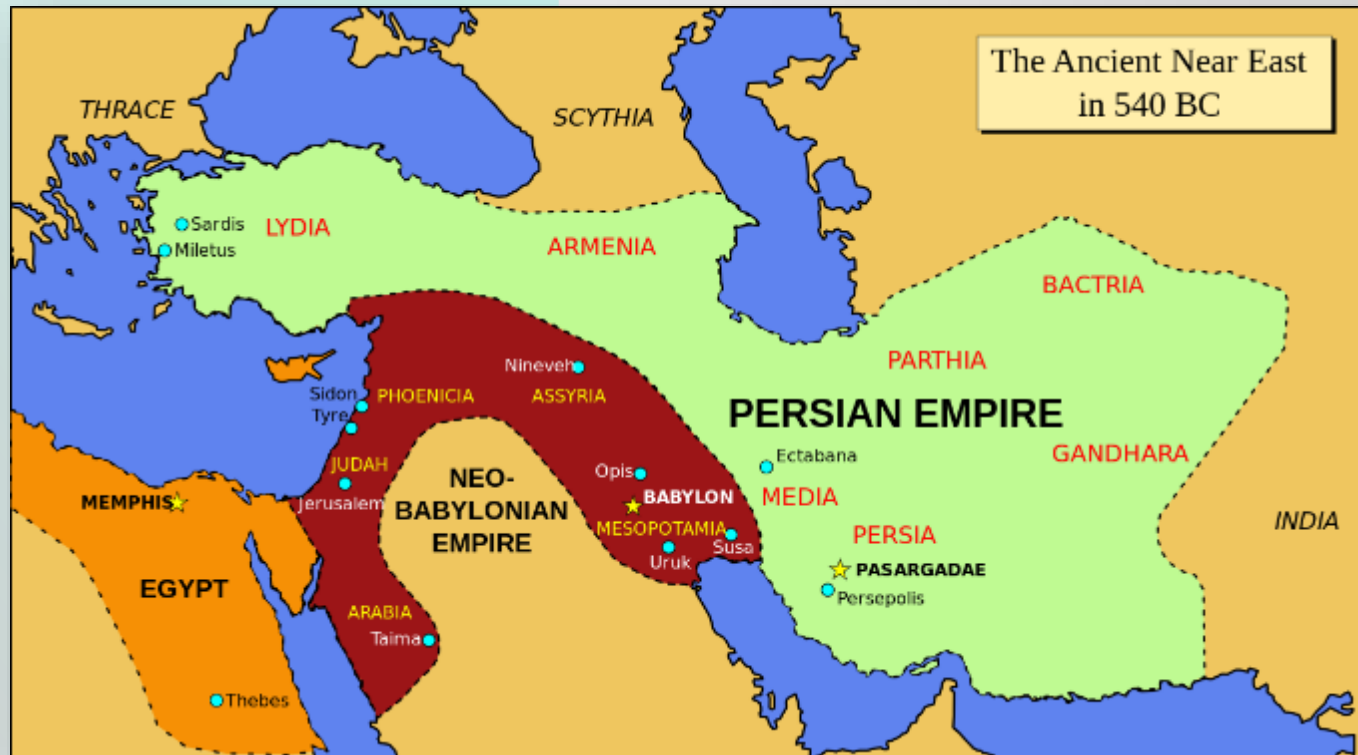 The Ancient Near East
in 540 BC
THRACE
SCYTHIA
Sardis
LYDIA
Miletus
ARMENIA
BACTRIA
PARTHIA
Nineveh
Sidon
PHOENICIA
ASSYRIA
Tyre
PERSIAN EMPIRE
GANDHARA
Ectabana
JUDAH
Opis
NEO-
BABYLONIAN
EMPIRE
Jerusalem
MEMPHIS
BABYLON
MEDIA
MESOPOTAMIA
INDIA
PERSIA
Susa
Uruk
PASARGADAE
EGYPT
Persepolis
ARABIA
Taima
Thebes